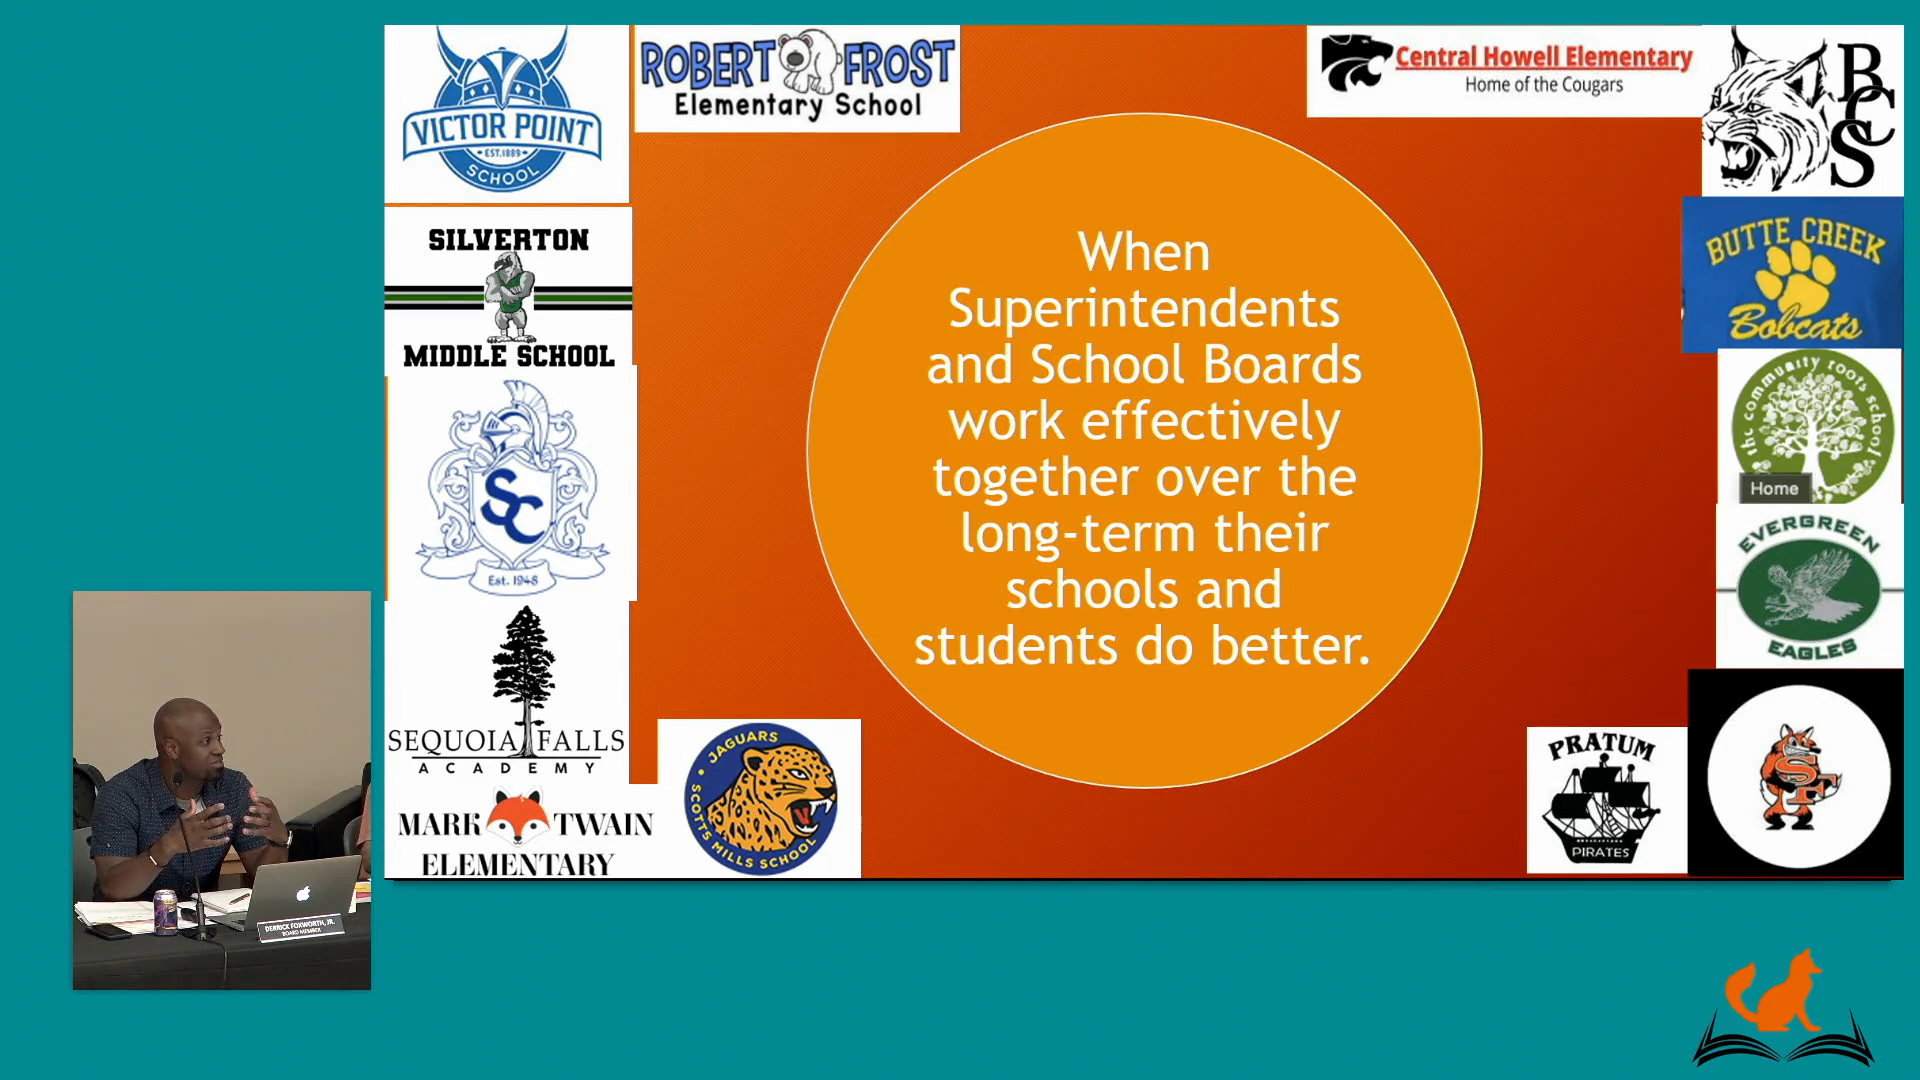 VICTOR POINT
EST.1889
SCHOOL
ROBERT FROST
Elementary School
Central Howell Elementary
Home of the Cougars
BCS
SILVERTON
MIDDLE SCHOOL
BUTTE CREEK
Bobcats
When
Superintendents
and School Boards
work effectively
together over the
long-term their
schools and
students do better.
the community roots school
Home
SC
Est. 1948
EVERGREEN
EAGLES
SEQUOIA FALLS
ACADEMY
MARK TWAIN
ELEMENTARY
JAGUARS
SCOTTS MILLS SCHOOL
PRATUM
PIRATES
SF
DERRICK FOXWORTH, JR.
BOARD MEMBER